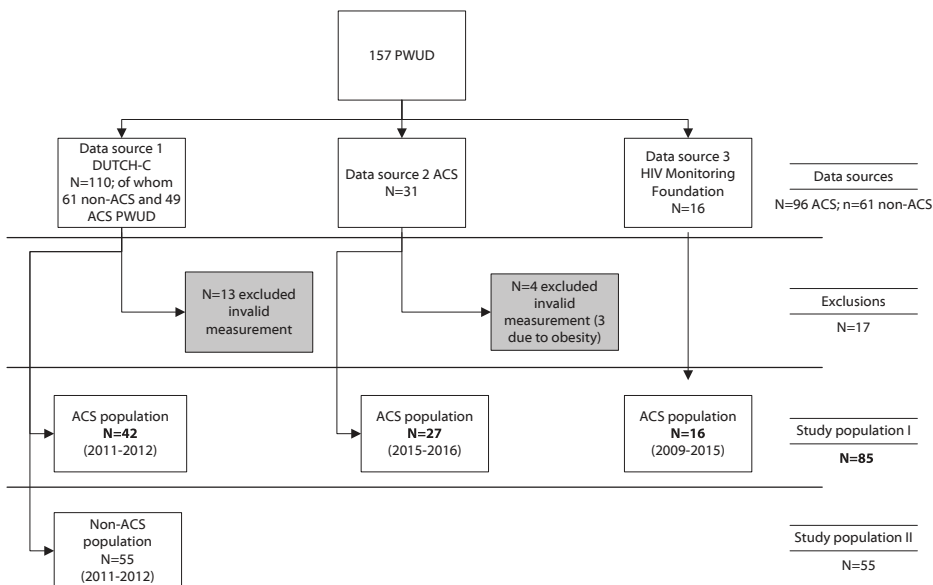 157 PWUD
Data source 1
DUTCH-C
N=110; of whom
61 non-ACS and 49
ACS PWUD
Data source 2 ACS
N=31
Data source 3
HIV Monitoring
Foundation
N=16
Data sources
N=96 ACS; n=61 non-ACS
N=13 excluded
invalid
measurement
N=4 excluded
invalid
measurement (3
due to obesity)
Exclusions
N=17
ACS population
N=42
(2011-2012)
ACS population
N=27
(2015-2016)
ACS population
N=16
(2009-2015)
Study population I
N=85
Non-ACS
population
N=55
(2011-2012)
Study population II
N=55